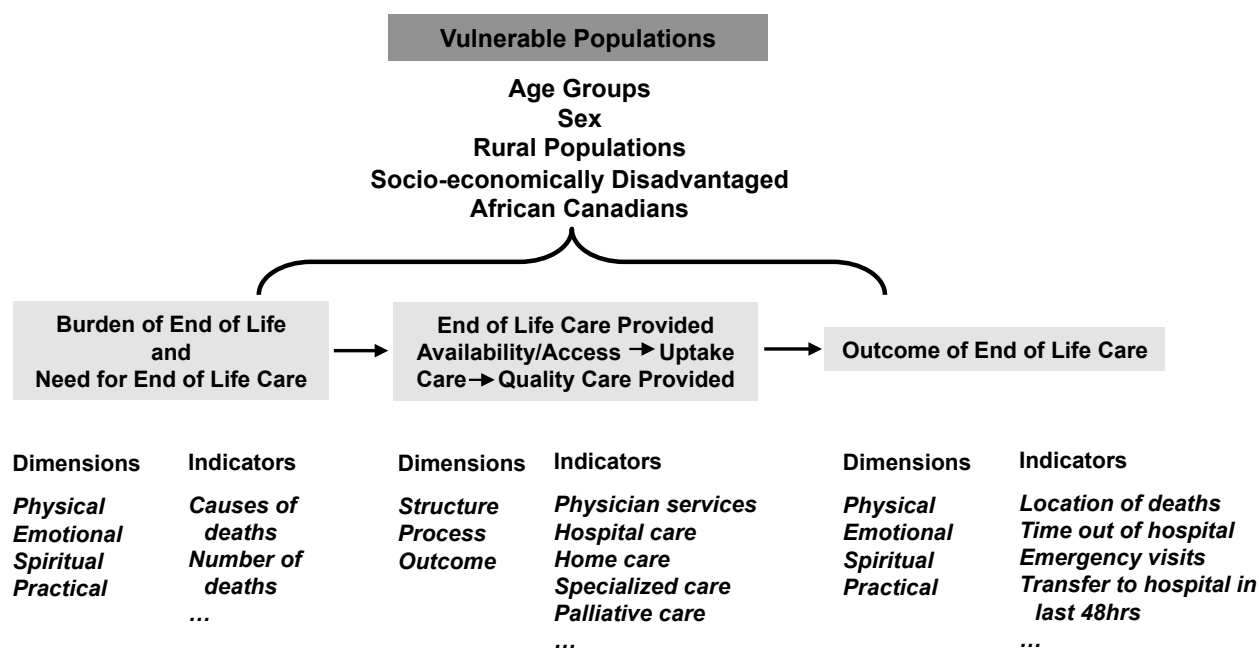 Vulnerable Populations
Age Groups
Sex
Rural Populations
Socio-economically Disadvantaged
African Canadians
Burden of End of Life
and
Need for End of Life Care
End of Life Care Provided
Availability/Access → Uptake
Care → Quality Care Provided
Outcome of End of Life Care
Dimensions
Physical
Emotional
Spiritual
Practical
Indicators
Causes of
deaths
Number of
deaths
…
Dimensions
Structure
Process
Outcome
Indicators
Physician services
Hospital care
Home care
Specialized care
Palliative care
…
Dimensions
Physical
Emotional
Spiritual
Practical
Indicators
Location of deaths
Time out of hospital
Emergency visits
Transfer to hospital in
last 48hrs
…